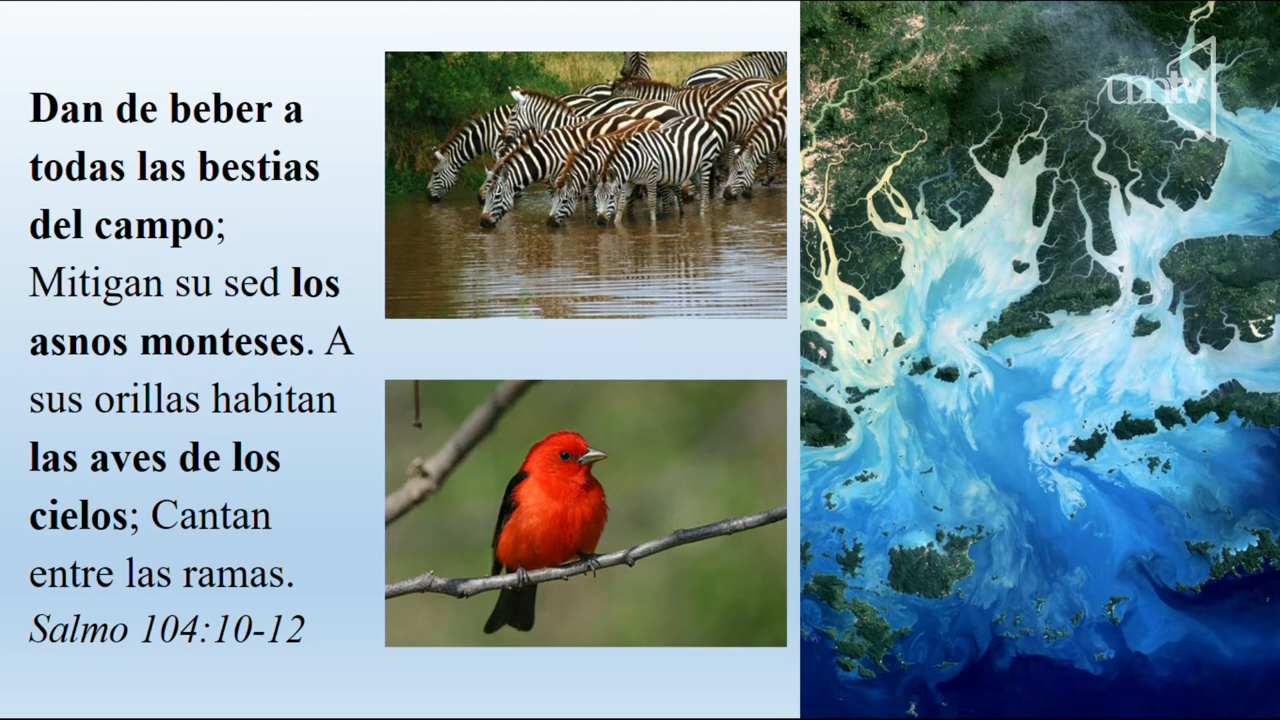 Dan de beber a
todas las bestias
del campo;
Mitigan su sed los
asnos monteses. A
sus orillas habitan
las aves de los
cielos; Cantan
entre las ramas.
Salmo 104:10-12
cmtv